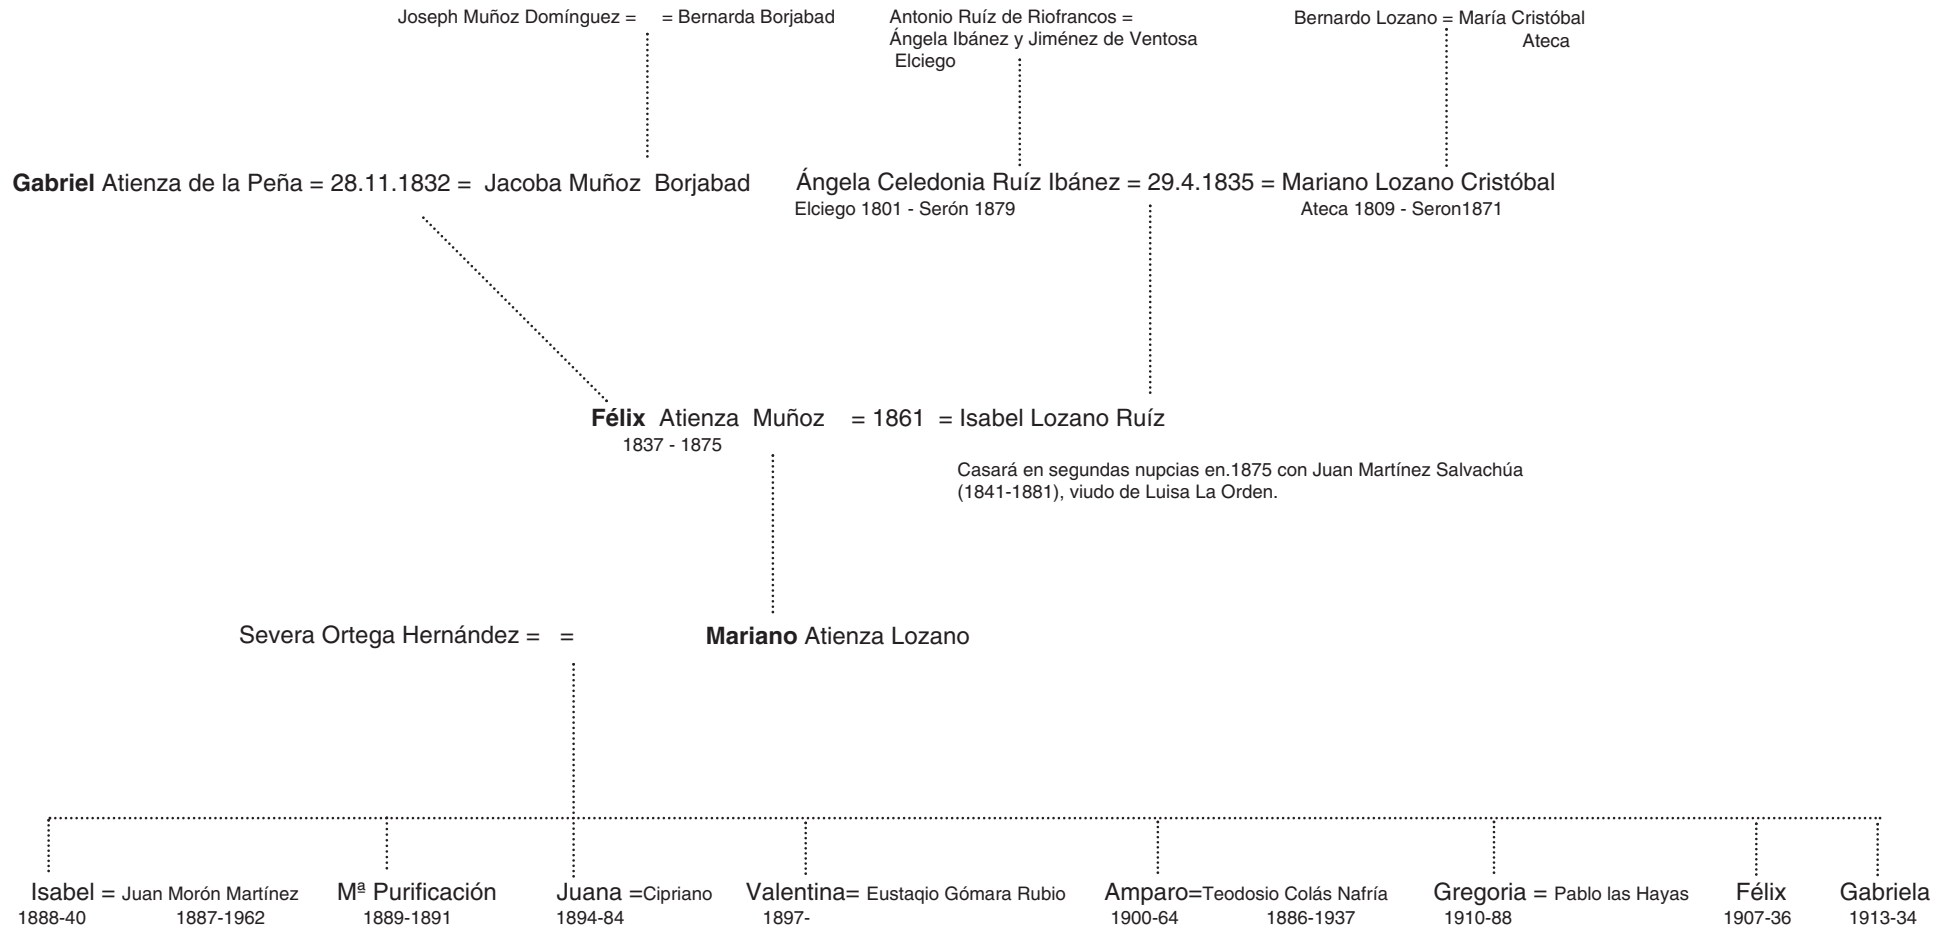 Joseph Muñoz Domínguez =    = Bernarda Borjabad
Antonio Ruíz de Riofrancos =
Ángela Ibánez y Jiménez de Ventosa
Elciego
Bernardo Lozano = María Cristóbal
Ateca
Gabriel Atienza de la Peña = 28.11.1832 = Jacoba Muñoz Borjabad
Ángela Celedonia Ruíz Ibánez = 29.4.1835 = Mariano Lozano Cristóbal
Elciego 1801 - Serón 1879
Ateca 1809 - Seron1871
Félix Atienza Muñoz = 1861 = Isabel Lozano Ruíz
1837 - 1875
Casará en segundas nupcias en.1875 con Juan Martínez Salvachúa
(1841-1881), viudo de Luisa La Orden.
Severa Ortega Hernández =   =   Mariano Atienza Lozano
Isabel = Juan Morón Martínez
1888-40 1887-1962
Mª Purificación
1889-1891
Juana =Cipriano
1894-84
Valentina= Eustaqio Gómara Rubio
1897-
Amparo=Teodosio Colás Nafría
1900-64 1886-1937
Gregoria = Pablo las Hayas
1910-88
Félix
1907-36
Gabriela
1913-34